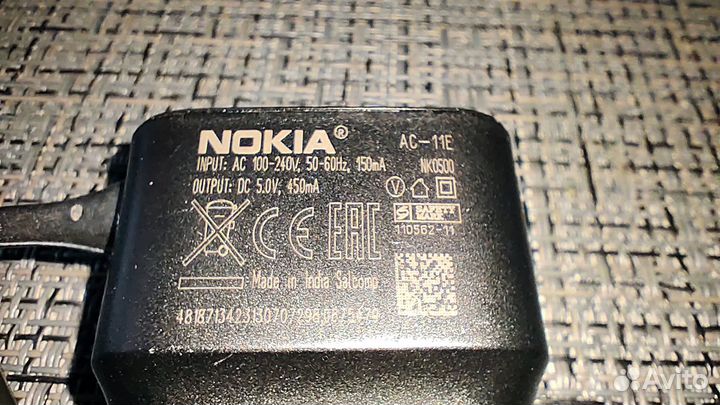 NOKIA® AC-11E
INPUT: AC 100-240V, 50-60Hz, 150mA NK0500
OUTPUT: DC 5.0V, 450mA V
S SAFETY
110562-11
CE EAC
Made in India Salcomp
Avito